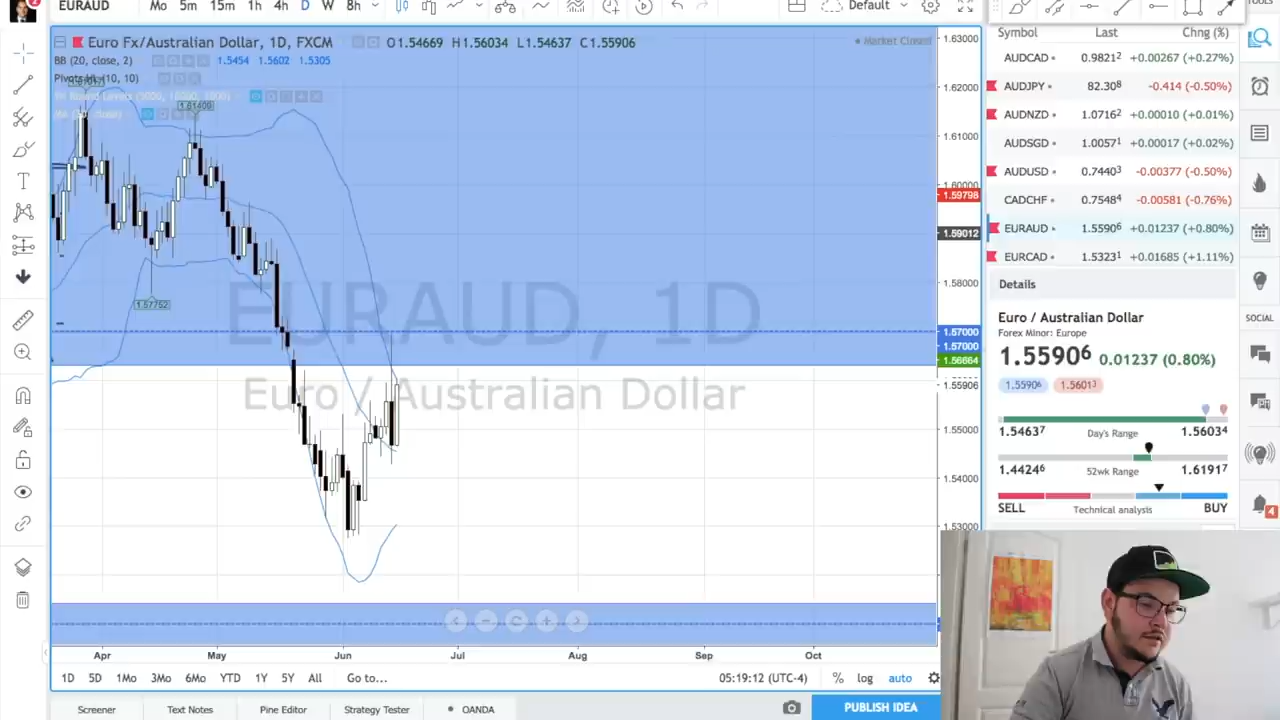 EURAUD Mo 5m 15m 1h 4h D W 8h Default
Euro Fx/Australian Dollar, 1D, FXCM O1.54669 H1.56034 L1.54637 C1.55906
Market Closed
BB (20, close, 2) 1.5454 1.5602 1.5305
1.61409
1.57752
EURAUD, 1D
Euro / Australian Dollar
1.63000
1.62000
1.61000
1.60000
1.59798
1.59012
1.58000
1.57000
1.57000
1.56664
1.55906
1.55000
1.54000
1.53000
Apr May Jun Jul Aug Sep Oct
1D 5D 1Mo 3Mo 6Mo YTD 1Y 5Y All Go to... 05:19:12 (UTC-4) % log auto
Screener Text Notes Pine Editor Strategy Tester OANDA PUBLISH IDEA
Symbol Last Chng (%)
AUDCAD 0.98212 +0.00267 (+0.27%)
AUDJPY 82.308 -0.414 (-0.50%)
AUDNZD 1.07162 +0.00010 (+0.01%)
AUDSGD 1.00571 +0.00017 (+0.02%)
AUDUSD 0.74403 -0.00377 (-0.50%)
CADCHF 0.75484 -0.00581 (-0.76%)
EURAUD 1.55906 +0.01237 (+0.80%)
EURCAD 1.53231 +0.01685 (+1.11%)
Details
Euro / Australian Dollar
Forex Minor: Europe
1.55906 0.01237 (0.80%)
1.55906 1.56013
1.54637 Day's Range 1.56034
1.44246 52wk Range 1.61917
SELL Technical analysis BUY
SOCIAL
4